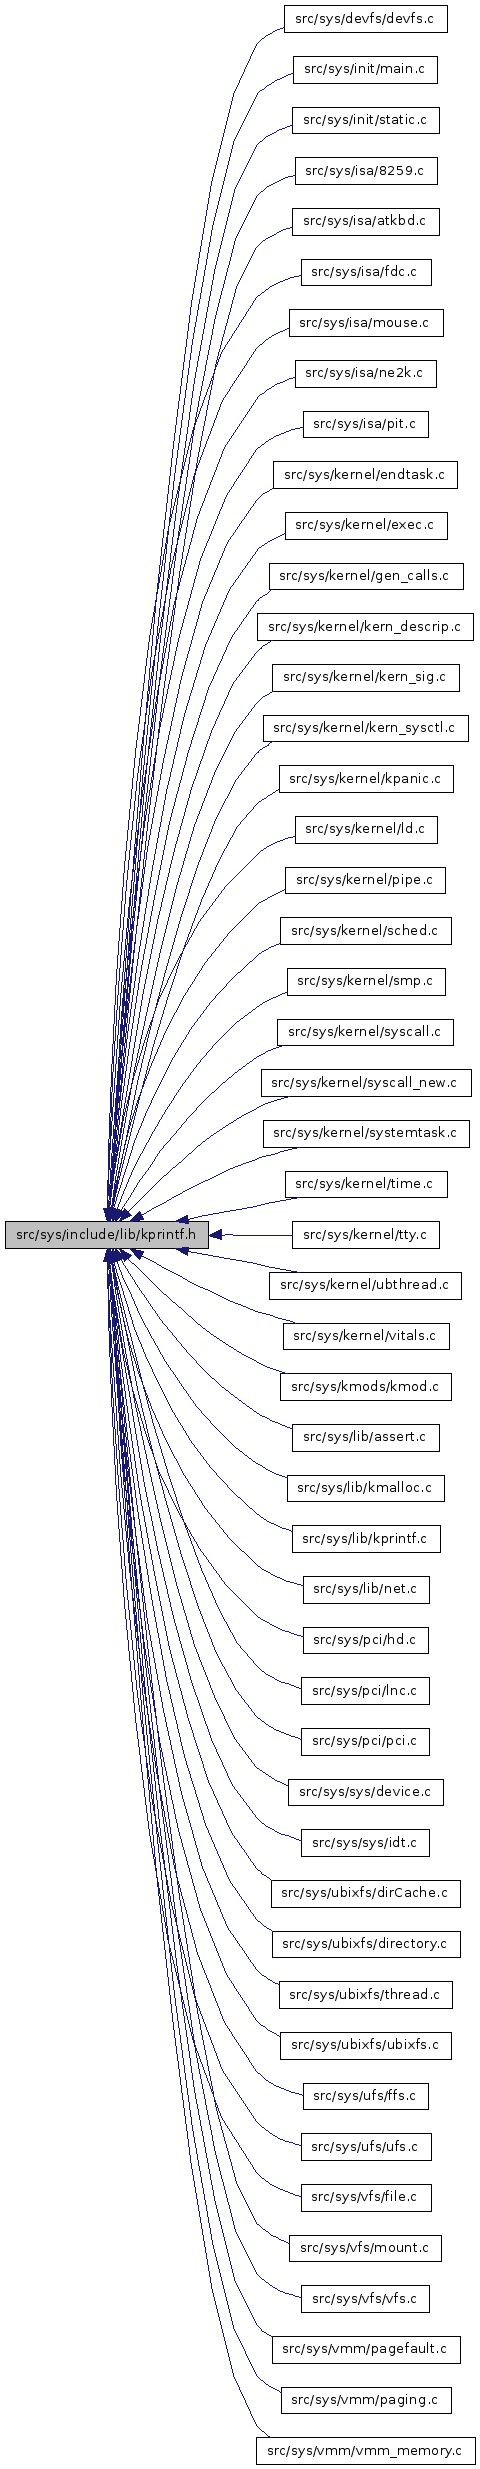 src/sys/devfs/devfs.c
src/sys/init/main.c
src/sys/init/static.c
src/sys/isa/8259.c
src/sys/isa/atkbd.c
src/sys/isa/fdc.c
src/sys/isa/mouse.c
src/sys/isa/ne2k.c
src/sys/isa/pit.c
src/sys/kernel/endtask.c
src/sys/kernel/exec.c
src/sys/kernel/gen_calls.c
src/sys/kernel/kern_descrip.c
src/sys/kernel/kern_sig.c
src/sys/kernel/kern_sysctl.c
src/sys/kernel/kpanic.c
src/sys/kernel/ld.c
src/sys/kernel/pipe.c
src/sys/kernel/sched.c
src/sys/kernel/smp.c
src/sys/kernel/syscall.c
src/sys/kernel/syscall_new.c
src/sys/kernel/systemtask.c
src/sys/kernel/time.c
src/sys/include/lib/kprintf.h
src/sys/kernel/tty.c
src/sys/kernel/ubthread.c
src/sys/kernel/vitals.c
src/sys/kmods/kmod.c
src/sys/lib/assert.c
src/sys/lib/kmalloc.c
src/sys/lib/kprintf.c
src/sys/lib/net.c
src/sys/pci/hd.c
src/sys/pci/lnc.c
src/sys/pci/pci.c
src/sys/sys/device.c
src/sys/sys/idt.c
src/sys/ubixfs/dirCache.c
src/sys/ubixfs/directory.c
src/sys/ubixfs/thread.c
src/sys/ubixfs/ubixfs.c
src/sys/ufs/ffs.c
src/sys/ufs/ufs.c
src/sys/vfs/file.c
src/sys/vfs/mount.c
src/sys/vfs/vfs.c
src/sys/vmm/pagefault.c
src/sys/vmm/paging.c
src/sys/vmm/vmm_memory.c